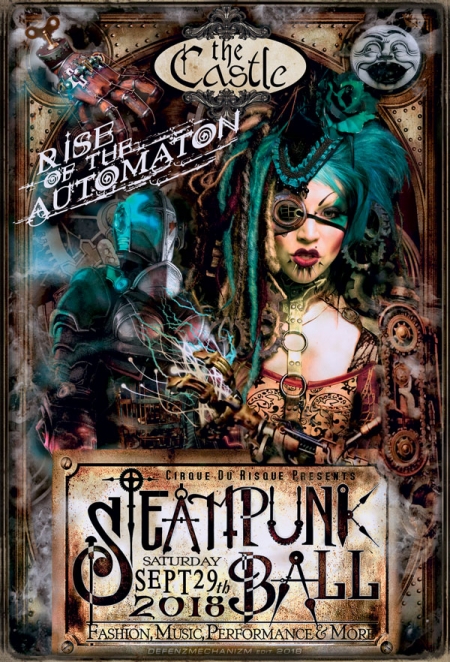 the
Castle
RISE
OF THE
AUTOMATON
CIRQUE DU RISQUE PRESENTS
STEAMPUNK
SATURDAY
SEPT 29th
2018
BALL
FASHION, MUSIC, PERFORMANCE & MORE
DEFENZMECHANIZM EDIT 2018